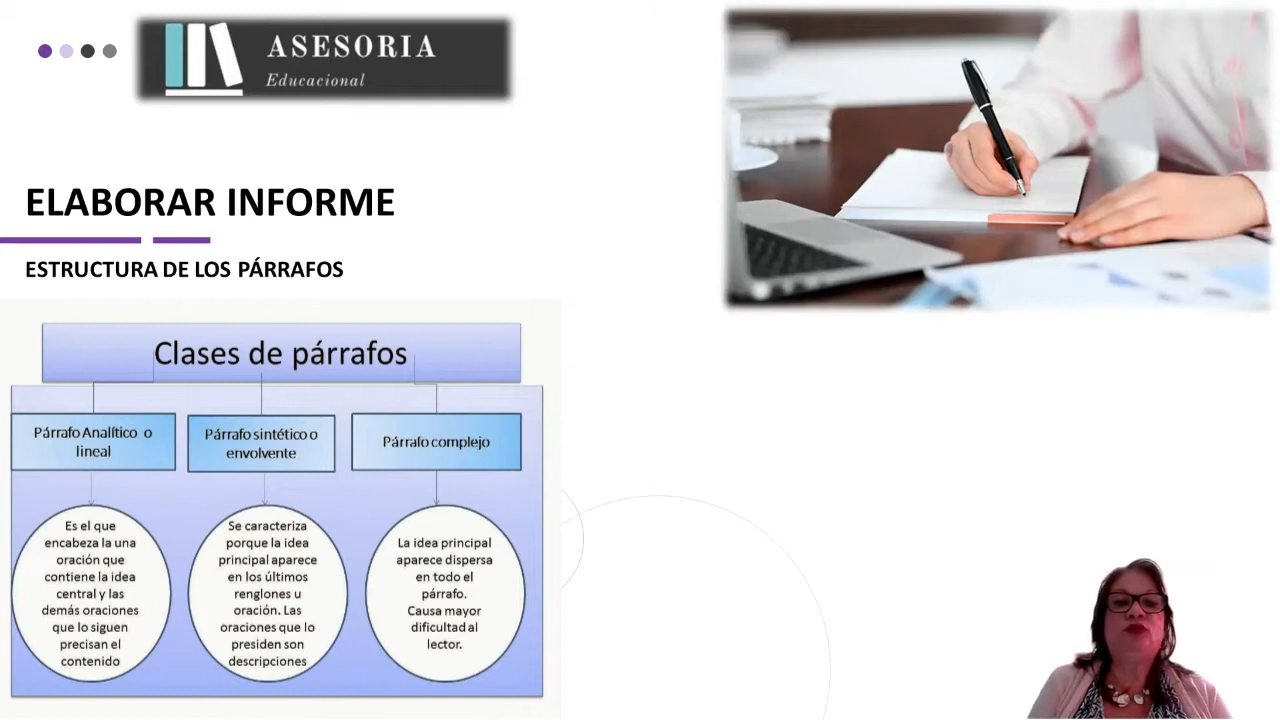 ASESORIA
Educacional
ELABORAR INFORME
ESTRUCTURA DE LOS PÁRRAFOS
Clases de párrafos
Párrafo Analítico o
lineal
Es el que
encabeza la una
oración que
contiene la idea
central y las
demás oraciones
que lo siguen
precisan el
contenido
Párrafo sintético o
envolvente
Se caracteriza
porque la idea
principal aparece
en los últimos
renglones u
oración. Las
oraciones que lo
presiden son
descripciones
Párrafo complejo
La idea principal
aparece dispersa
en todo el
párrafo.
Causa mayor
dificultad al
lector.